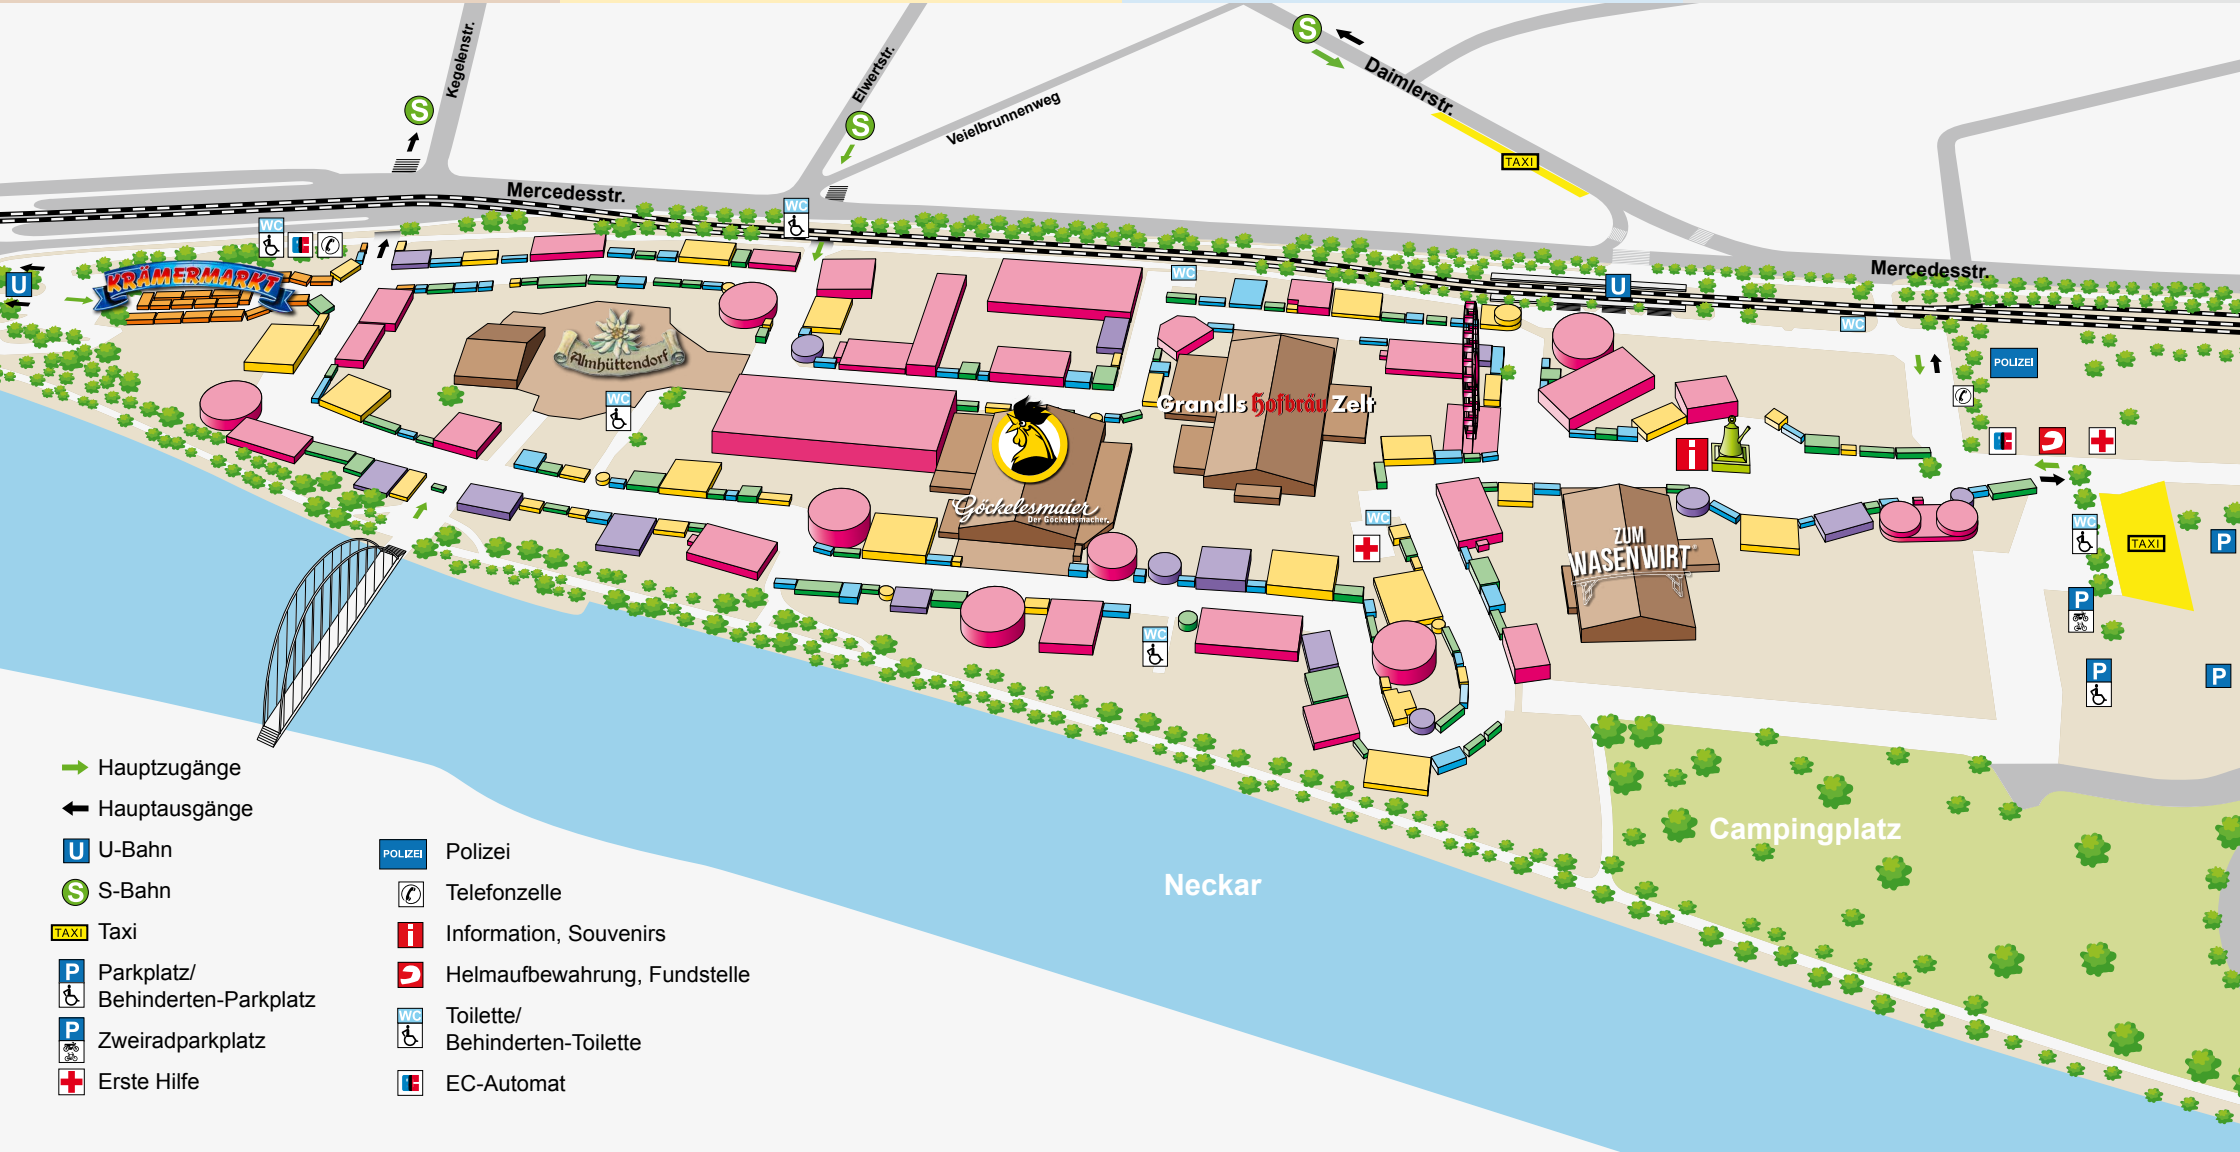 Kegelenstr.
S
Elwertstr.
S
Veielbrunnenweg
S
Daimlerstr.
TAXI
Mercedesstr.
WC
WC
WC
U
Mercedesstr.
WC
U
KRÄMERMARKT
Almhüttendorf
WC
POLIZEI
Grandls Hofbräu Zelt
i
Göckelesmaier
Der Göckelesmacher.
WC
ZUM
WASENWIRT
WC
TAXI
P
P
P
P
WC
Campingplatz
Neckar
Hauptzugänge
Hauptausgänge
U U-Bahn
S S-Bahn
TAXI Taxi
P Parkplatz/
Behinderten-Parkplatz
P Zweiradparkplatz
Erste Hilfe
POLIZEI Polizei
Telefonzelle
i Information, Souvenirs
Helmaufbewahrung, Fundstelle
WC Toilette/
Behinderten-Toilette
EC-Automat